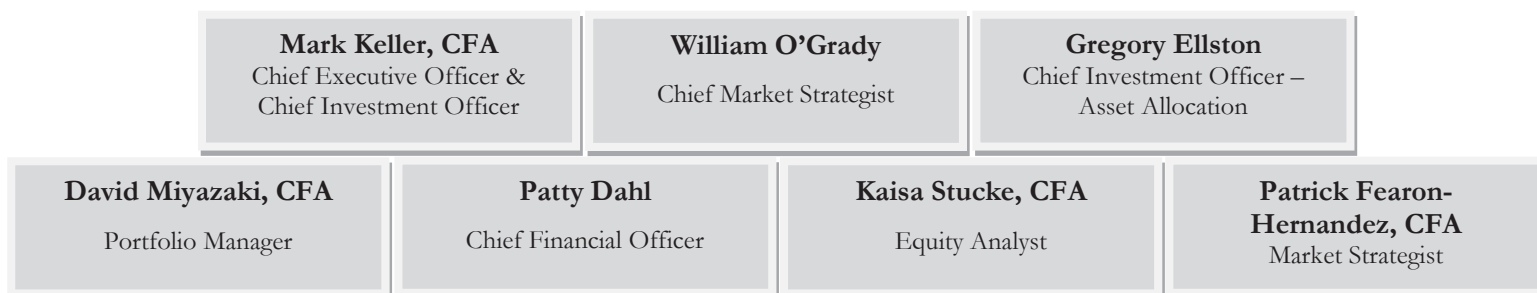 Mark Keller, CFA
Chief Executive Officer &
Chief Investment Officer
William O’Grady
Chief Market Strategist
Gregory Ellston
Chief Investment Officer –
Asset Allocation
David Miyazaki, CFA
Portfolio Manager
Patty Dahl
Chief Financial Officer
Kaisa Stucke, CFA
Equity Analyst
Patrick Fearon-
Hernandez, CFA
Market Strategist